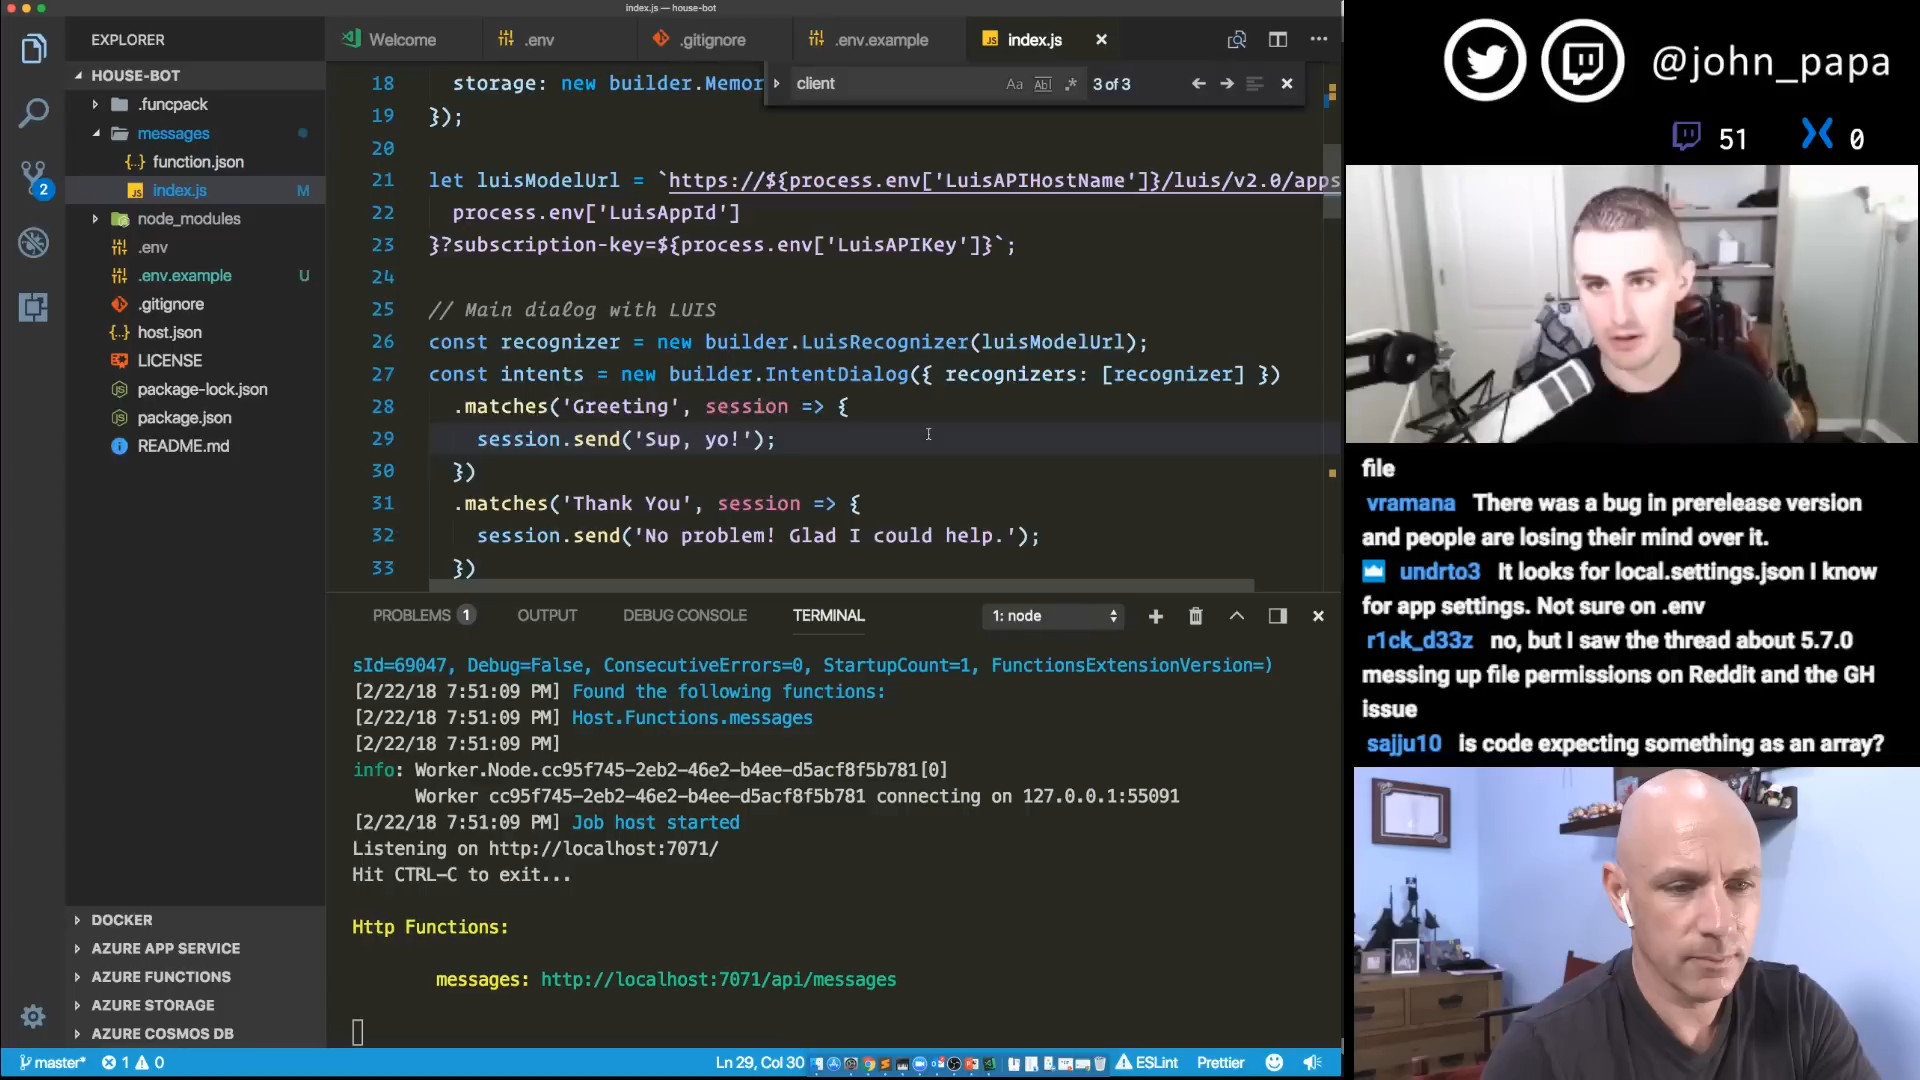 index.js — house-bot
EXPLORER
HOUSE-BOT
.funcpack
messages
{..} function.json
JS index.js M
node_modules
.env
.env.example U
.gitignore
{..} host.json
LICENSE
package-lock.json
package.json
README.md
2
DOCKER
AZURE APP SERVICE
AZURE FUNCTIONS
AZURE STORAGE
AZURE COSMOS DB
Welcome .env .gitignore .env.example JS index.js
client Aa Abl .* 3 of 3
18 storage: new builder.Memor
19 });
20
21 let luisModelUrl = `https://${process.env['LuisAPIHostName']}/luis/v2.0/apps
22 process.env['LuisAppId']
23 }?subscription-key=${process.env['LuisAPIKey']}`;
24
25 // Main dialog with LUIS
26 const recognizer = new builder.LuisRecognizer(luisModelUrl);
27 const intents = new builder.IntentDialog({ recognizers: [recognizer] })
28 .matches('Greeting', session => {
29 session.send('Sup, yo!');
30 })
31 .matches('Thank You', session => {
32 session.send('No problem! Glad I could help.');
33 })
PROBLEMS 1 OUTPUT DEBUG CONSOLE TERMINAL 1: node
sId=69047, Debug=False, ConsecutiveErrors=0, StartupCount=1, FunctionsExtensionVersion=)
[2/22/18 7:51:09 PM] Found the following functions:
[2/22/18 7:51:09 PM] Host.Functions.messages
[2/22/18 7:51:09 PM]
info: Worker.Node.cc95f745-2eb2-46e2-b4ee-d5acf8f5b781[0]
Worker cc95f745-2eb2-46e2-b4ee-d5acf8f5b781 connecting on 127.0.0.1:55091
[2/22/18 7:51:09 PM] Job host started
Listening on http://localhost:7071/
Hit CTRL-C to exit...
Http Functions:
messages: http://localhost:7071/api/messages
master* 1 0 Ln 29, Col 30 ESLint Prettier
@john_papa
51 0
file
vramana There was a bug in prerelease version
and people are losing their mind over it.
undrto3 It looks for local.settings.json I know
for app settings. Not sure on .env
r1ck_d33z no, but I saw the thread about 5.7.0
messing up file permissions on Reddit and the GH
issue
sajju10 is code expecting something as an array?